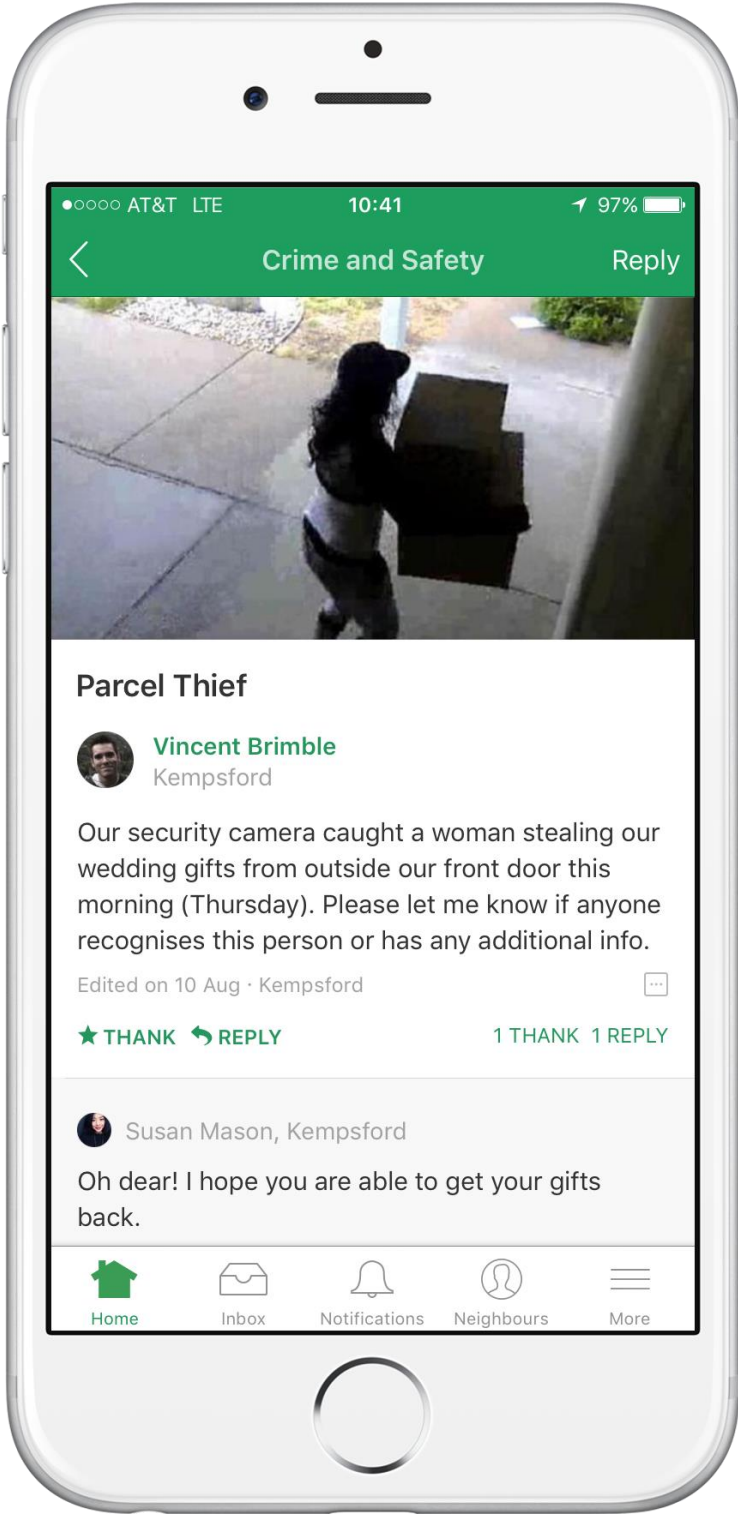 AT&T LTE 10:41 97%
Crime and Safety Reply
Parcel Thief
Vincent Brimble
Kempsford
Our security camera caught a woman stealing our
wedding gifts from outside our front door this
morning (Thursday). Please let me know if anyone
recognises this person or has any additional info.
Edited on 10 Aug · Kempsford
THANK REPLY 1 THANK 1 REPLY
Susan Mason, Kempsford
Oh dear! I hope you are able to get your gifts
back.
Home Inbox Notifications Neighbours More